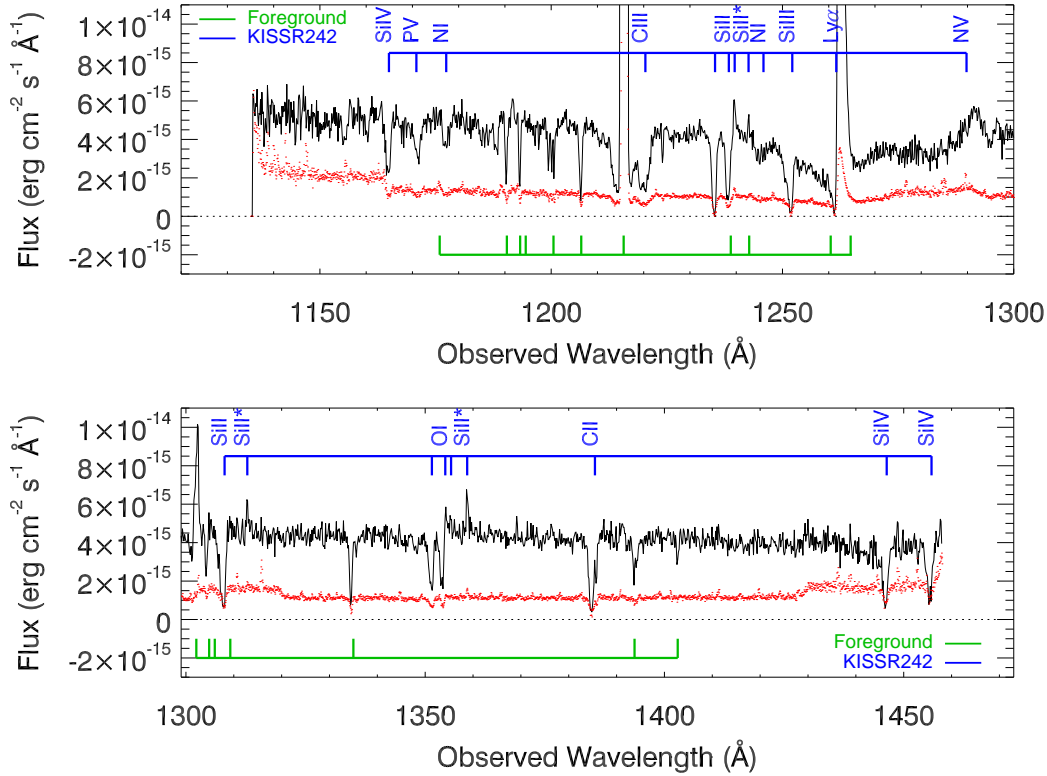 Foreground
KISSR242
SiIV
PV
NI
CIII
SiII
SiII*
NI
SiIII
Lyα
NV
1×10⁻¹⁴
8×10⁻¹⁵
6×10⁻¹⁵
4×10⁻¹⁵
2×10⁻¹⁵
0
-2×10⁻¹⁵
Flux (erg cm⁻² s⁻¹ Å⁻¹)
1150 1200 1250 1300
Observed Wavelength (Å)
SiII
SiII*
OI
SiII*
CII
SiIV
SiIV
1×10⁻¹⁴
8×10⁻¹⁵
6×10⁻¹⁵
4×10⁻¹⁵
2×10⁻¹⁵
0
-2×10⁻¹⁵
Flux (erg cm⁻² s⁻¹ Å⁻¹)
Foreground
KISSR242
1300 1350 1400 1450
Observed Wavelength (Å)